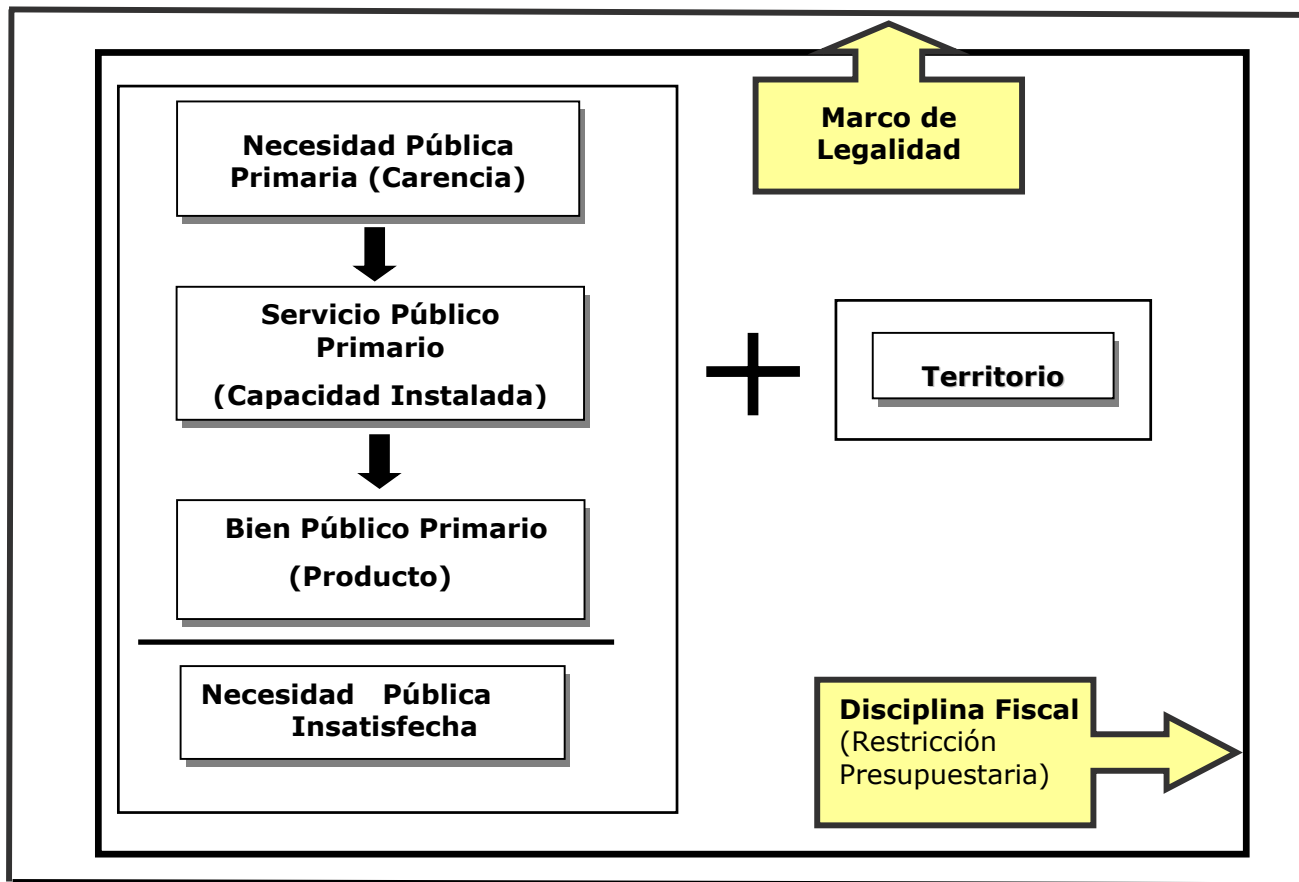 Marco de
Legalidad
Necesidad Pública
Primaria (Carencia)
Servicio Público
Primario
(Capacidad Instalada)
Territorio
Bien Público Primario
(Producto)
Necesidad Pública
Insatisfecha
Disciplina Fiscal
(Restricción
Presupuestaria)